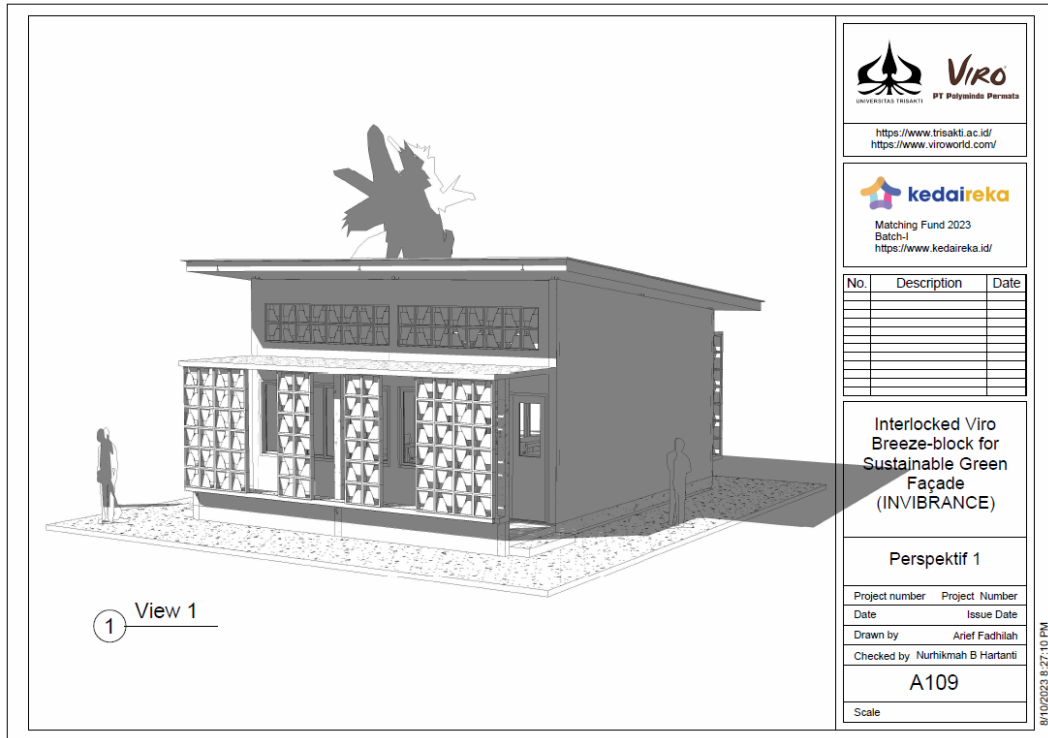 1
View 1
UNIVERSITAS TRISAKTI
VIRO
PT Polymindo Permata
https://www.trisakti.ac.id/
https://www.viroworld.com/
kedaireka
Matching Fund 2023
Batch-I
https://www.kedaireka.id/
No. Description Date
Interlocked Viro
Breeze-block for
Sustainable Green
Façade
(INVIBRANCE)
Perspektif 1
Project number Project Number
Date Issue Date
Drawn by Arief Fadhilah
Checked by Nurhikmah B Hartanti
A109
Scale
8/10/2023 8:27:10 PM